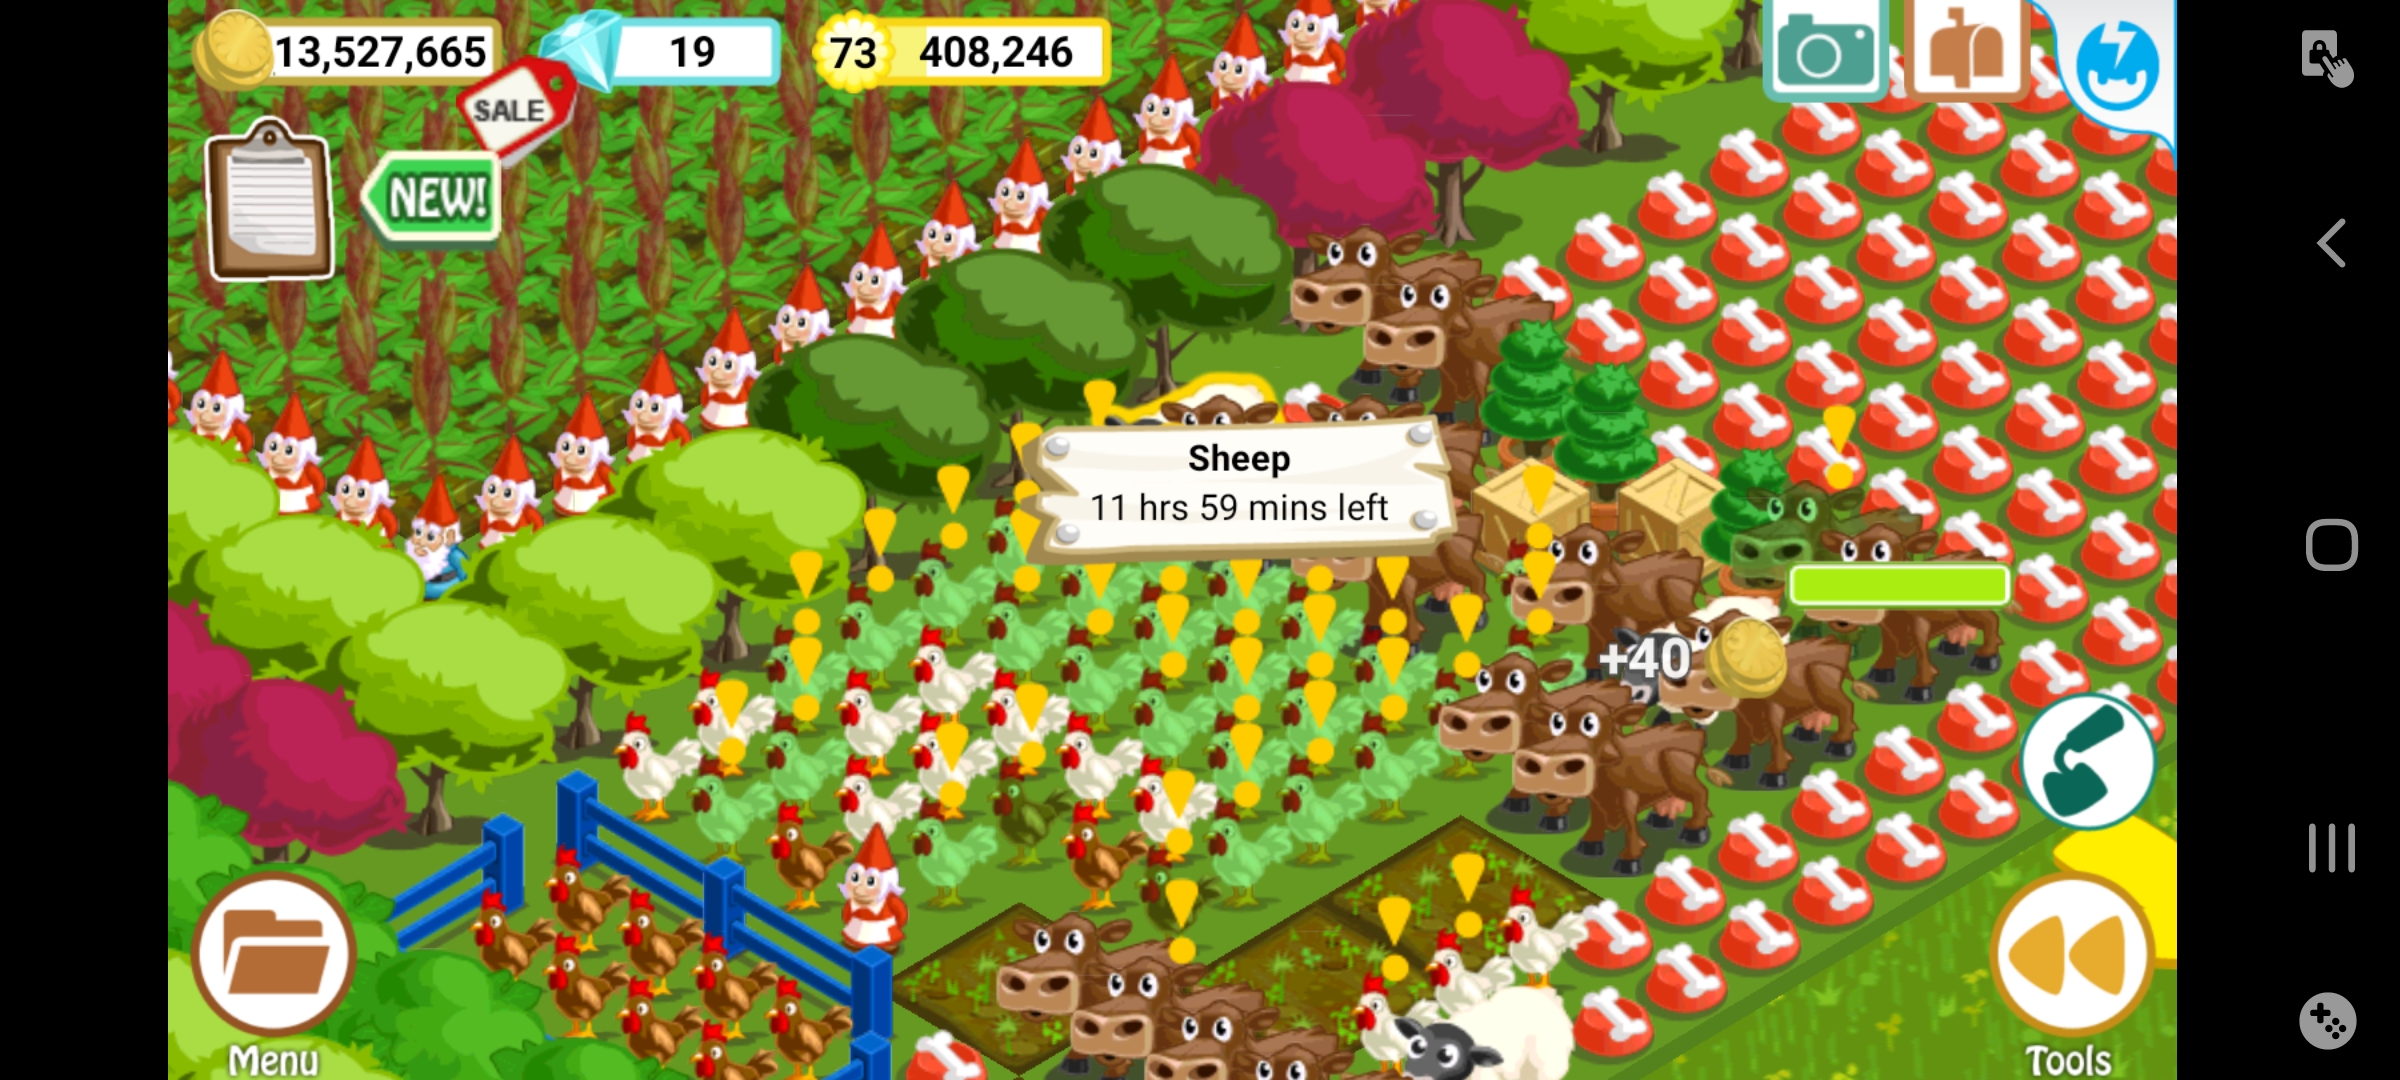 13,527,665
19
73
408,246
SALE
NEW!
Sheep
11 hrs 59 mins left
+40
Menu
Tools